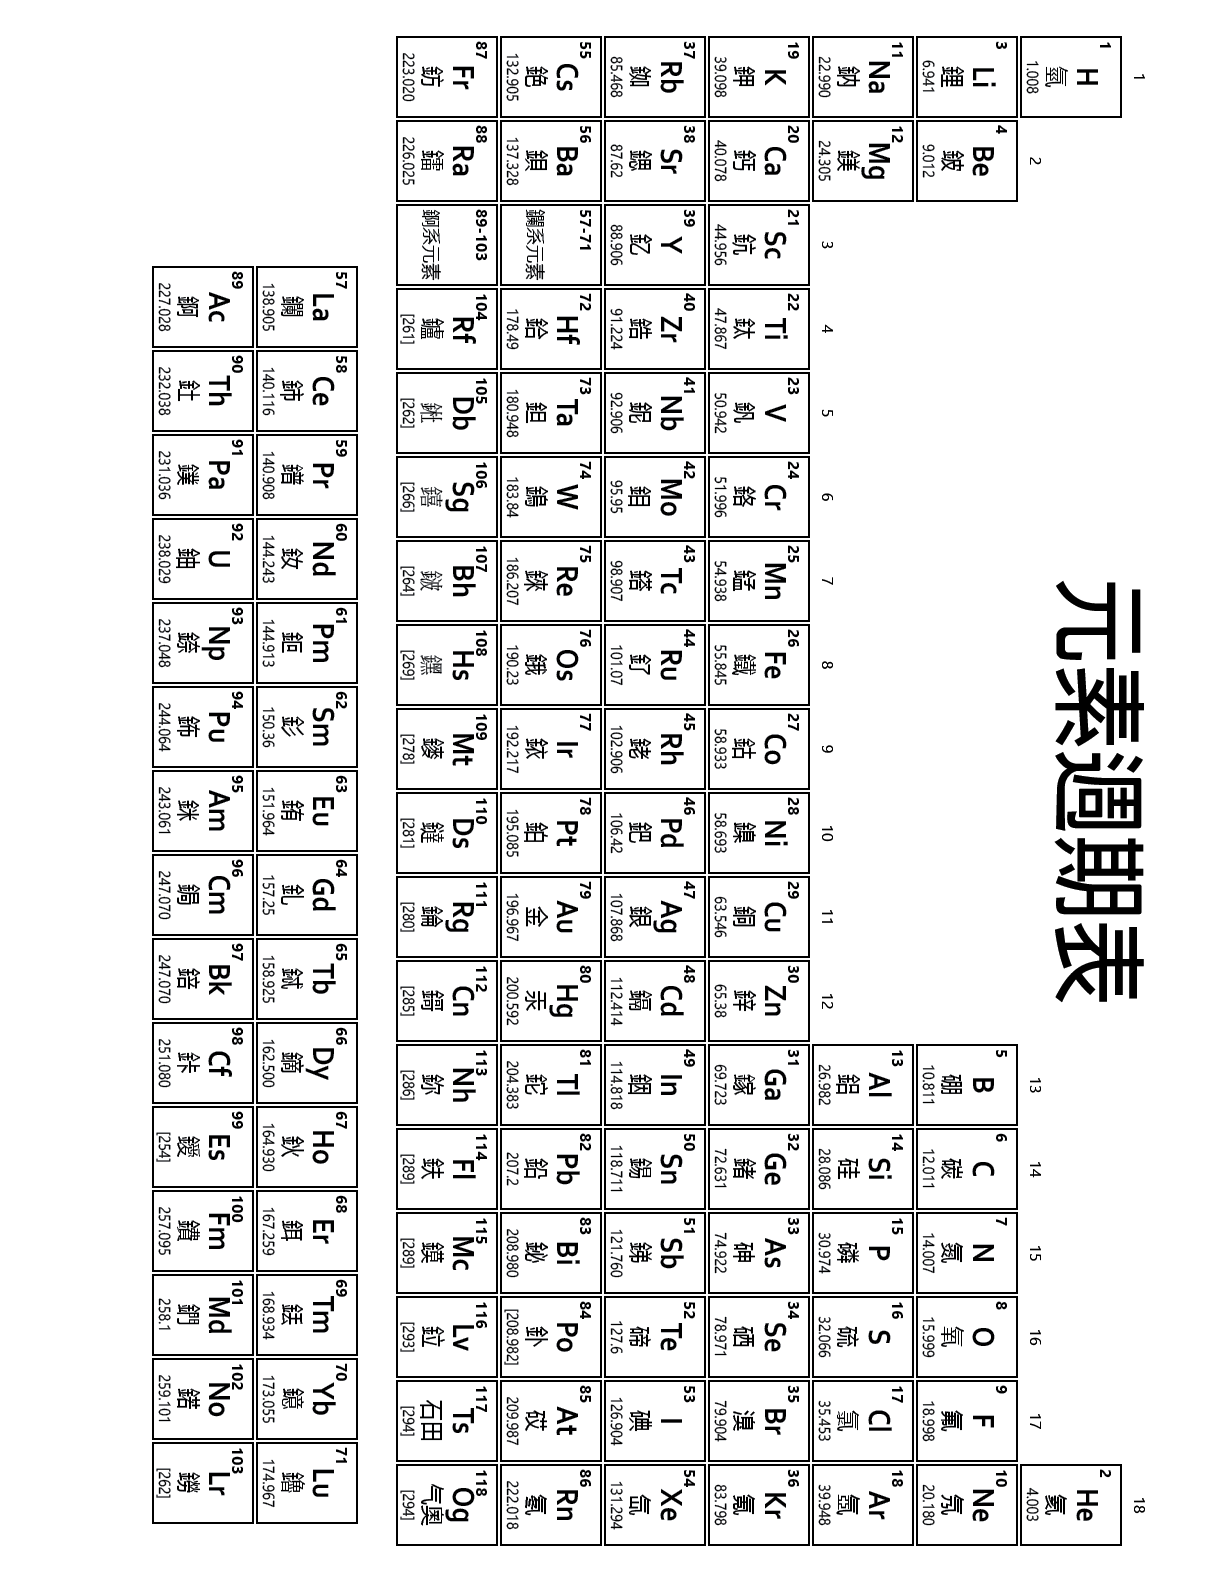 元素週期表
1 18
1 2
H He
氫 氦
1.008 4.003
2 13 14 15 16 17
3 4 5 6 7 8 9 10
Li Be B C N O F Ne
鋰 鈹 硼 碳 氮 氧 氟 氖
6.941 9.012 10.811 12.011 14.007 15.999 18.998 20.180
11 12 13 14 15 16 17 18
Na Mg Al Si P S Cl Ar
鈉 鎂 鋁 硅 磷 硫 氯 氬
22.990 24.305 26.982 28.086 30.974 32.066 35.453 39.948
3 4 5 6 7 8 9 10 11 12
19 20 21 22 23 24 25 26 27 28 29 30 31 32 33 34 35 36
K Ca Sc Ti V Cr Mn Fe Co Ni Cu Zn Ga Ge As Se Br Kr
鉀 鈣 鈧 鈦 釩 鉻 錳 鐵 鈷 鎳 銅 鋅 鎵 鍺 砷 硒 溴 氪
39.098 40.078 44.956 47.867 50.942 51.996 54.938 55.845 58.933 58.693 63.546 65.38 69.723 72.631 74.922 78.971 79.904 83.798
37 38 39 40 41 42 43 44 45 46 47 48 49 50 51 52 53 54
Rb Sr Y Zr Nb Mo Tc Ru Rh Pd Ag Cd In Sn Sb Te I Xe
銣 鍶 釔 鋯 鈮 鉬 鎝 釕 銠 鈀 銀 鎘 銦 錫 銻 碲 碘 氙
85.468 87.62 88.906 91.224 92.906 95.95 98.907 101.07 102.906 106.42 107.868 112.414 114.818 118.711 121.760 127.6 126.904 131.294
55 56 57-71 72 73 74 75 76 77 78 79 80 81 82 83 84 85 86
Cs Ba Hf Ta W Re Os Ir Pt Au Hg Tl Pb Bi Po At Rn
銫 鋇 鑭系元素 鉿 鉭 鎢 錸 鋨 銥 鉑 金 汞 鉈 鉛 鉍 釙 砹 氡
132.905 137.328 178.49 180.948 183.84 186.207 190.23 192.217 195.085 196.967 200.592 204.383 207.2 208.980 [208.982] 209.987 222.018
87 88 89-103 104 105 106 107 108 109 110 111 112 113 114 115 116 117 118
Fr Ra Rf Db Sg Bh Hs Mt Ds Rg Cn Nh Fl Mc Lv Ts Og
鈁 鐳 錒系元素 鑪 𨧀 𨭎 𨨏 𨭆 䥑 鐽 錀 鎶 鉨 鈇 鏌 鉝 石田 气奧
223.020 226.025 [261] [262] [266] [264] [269] [278] [281] [280] [285] [286] [289] [289] [293] [294] [294]
57 58 59 60 61 62 63 64 65 66 67 68 69 70 71
La Ce Pr Nd Pm Sm Eu Gd Tb Dy Ho Er Tm Yb Lu
鑭 鈰 鐠 釹 鉕 釤 銪 釓 鋱 鏑 鈥 鉺 銩 鐿 鑥
138.905 140.116 140.908 144.243 144.913 150.36 151.964 157.25 158.925 162.500 164.930 167.259 168.934 173.055 174.967
89 90 91 92 93 94 95 96 97 98 99 100 101 102 103
Ac Th Pa U Np Pu Am Cm Bk Cf Es Fm Md No Lr
錒 釷 鏷 鈾 錼 鈽 鋂 鋦 錇 鉲 鑀 鐨 鍆 鍩 鐒
227.028 232.038 231.036 238.029 237.048 244.064 243.061 247.070 247.070 251.080 [254] 257.095 258.1 259.101 [262]